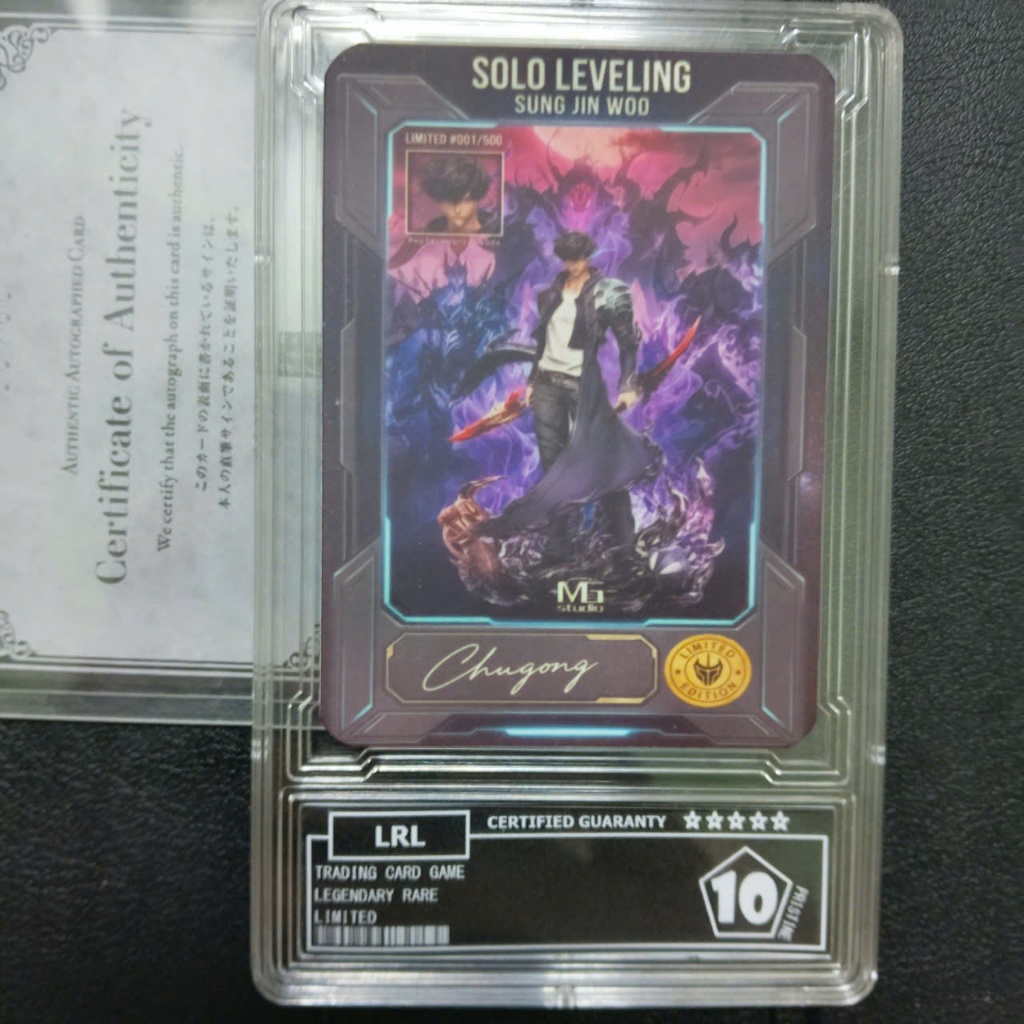 AUTHENTIC AUTOGRAPHED CARD
Certificate of Authenticity
We certify that the autograph on this card is authentic.
このカードの表面に書かれているサインは、
本人の直筆サインであることを証明いたします。
SOLO LEVELING
SUNG JIN WOO
LIMITED #001/500
MG
studio
Chugong
LIMITED
EDITION
LRL
CERTIFIED GUARANTY ☆☆☆☆☆
TRADING CARD GAME
LEGENDARY RARE
LIMITED
10
PRISTINE